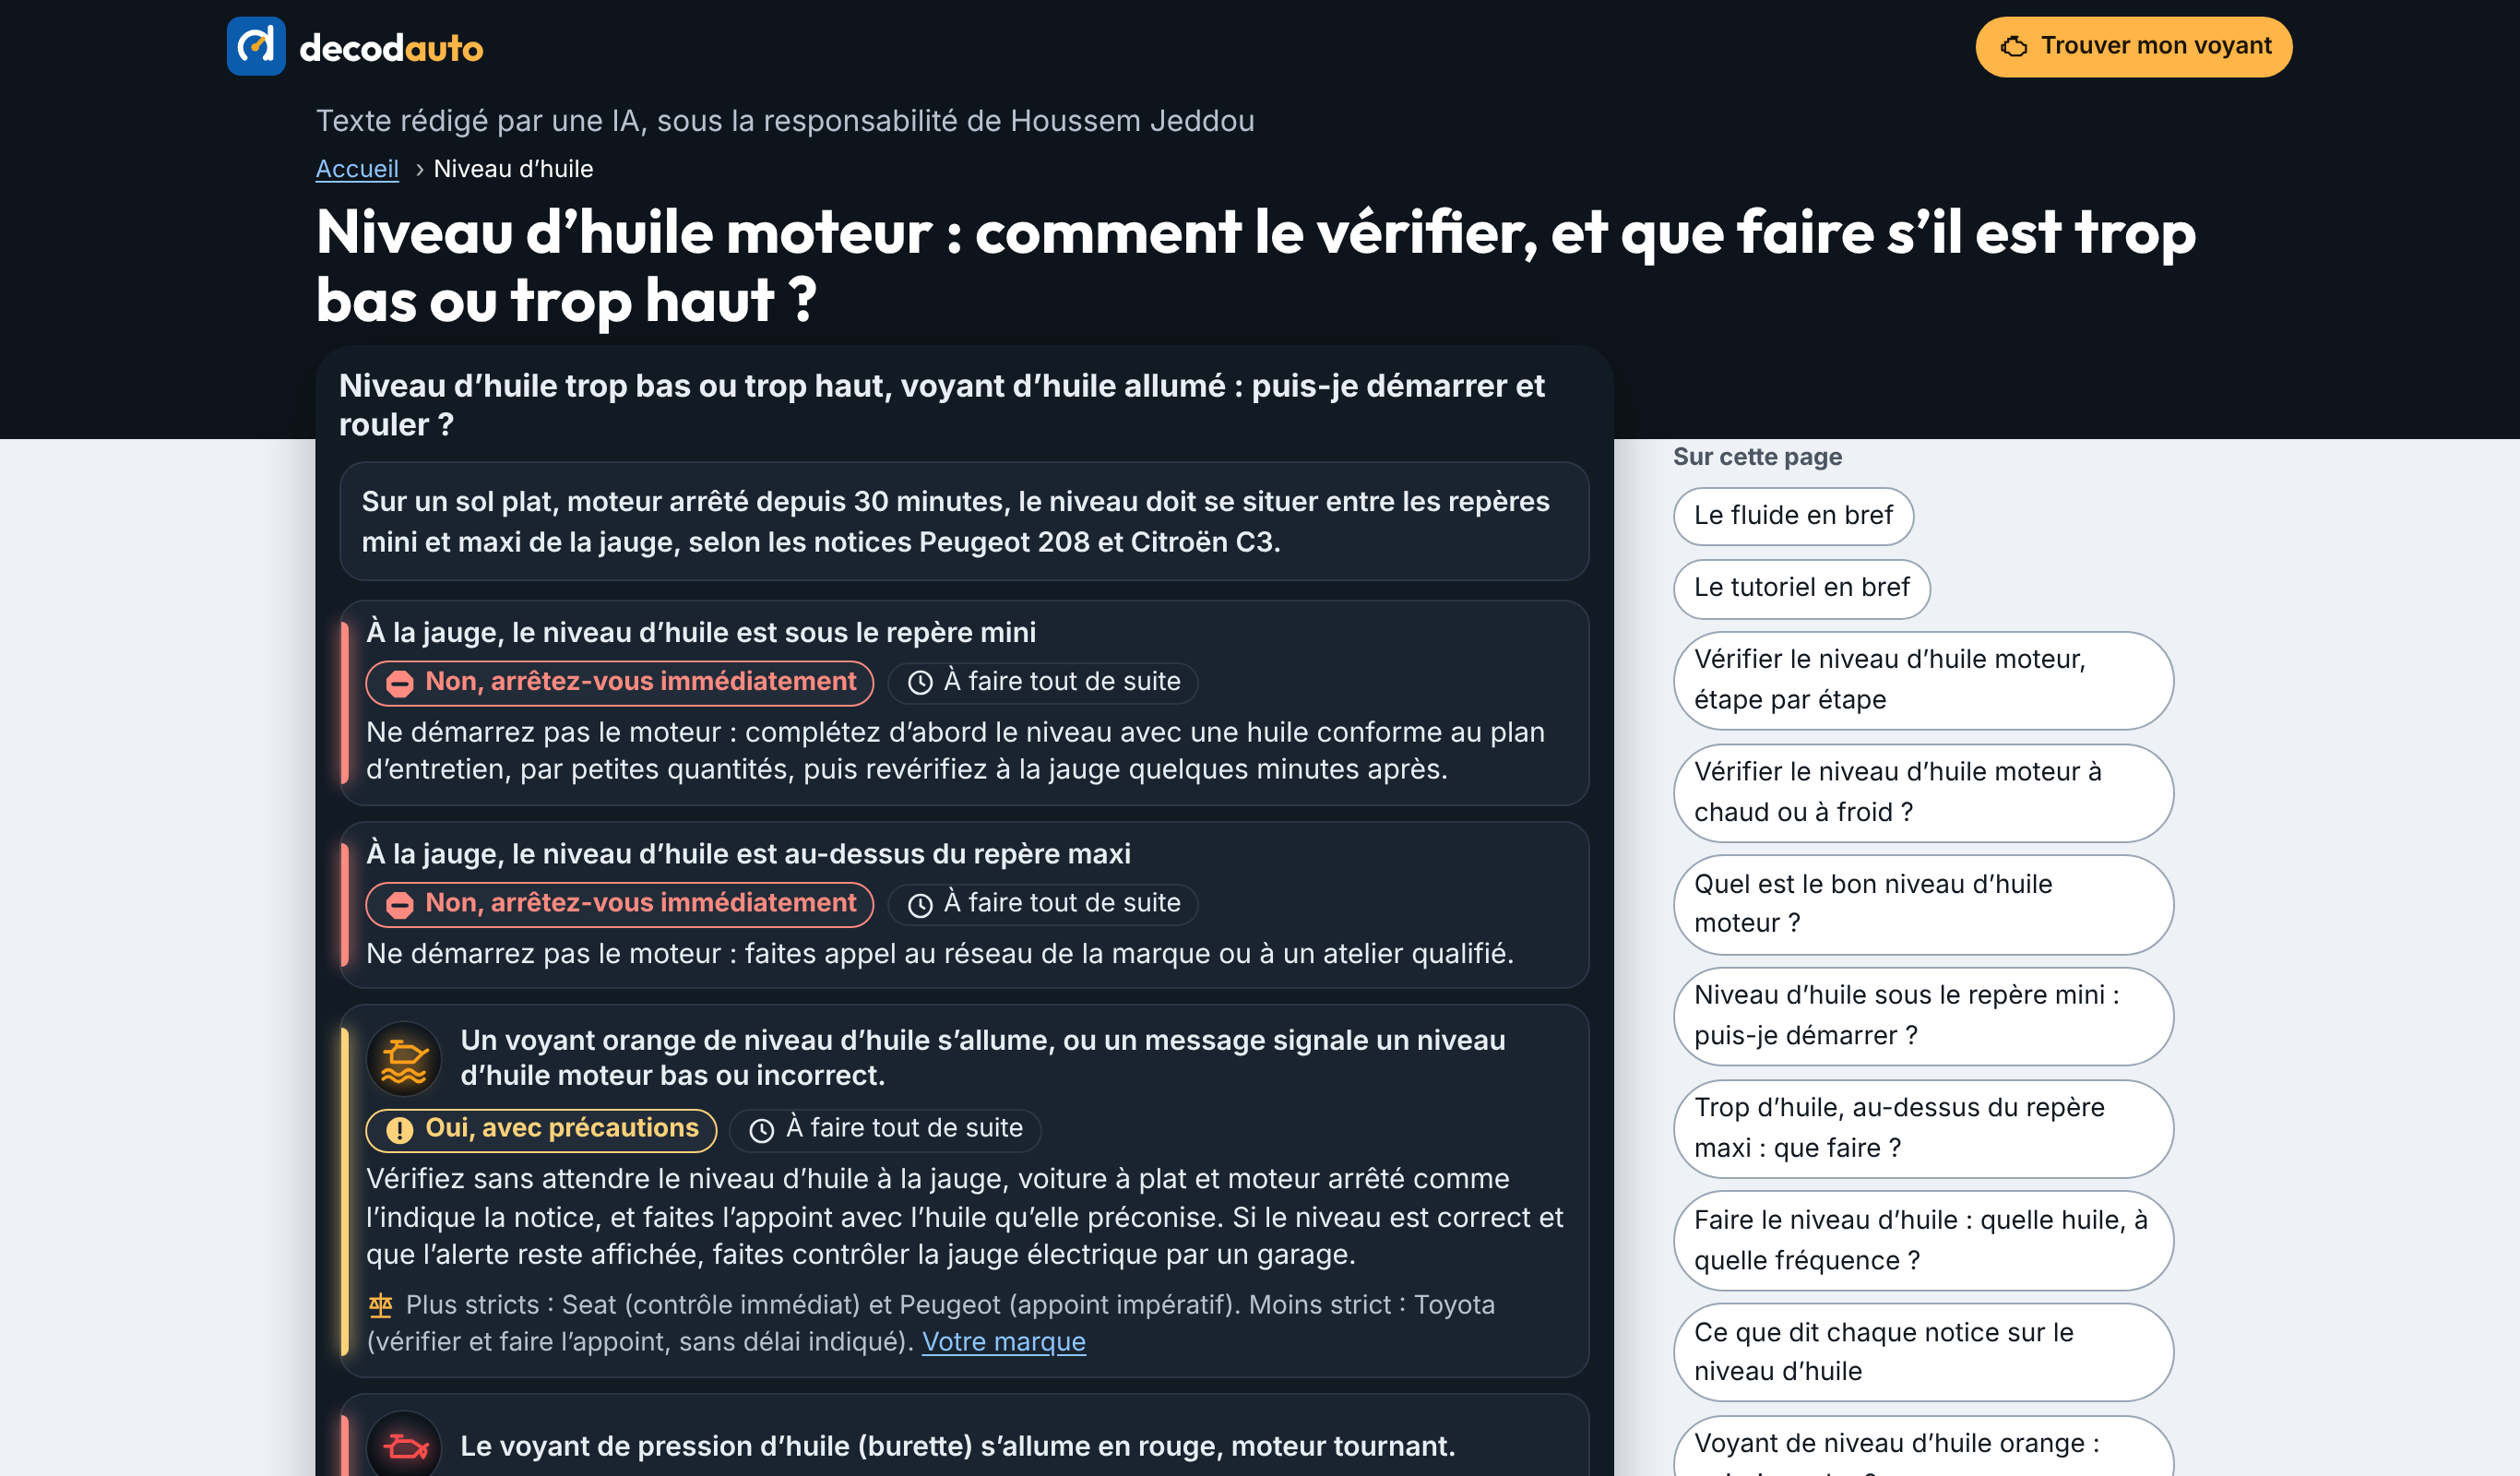 decodauto
Trouver mon voyant
Texte rédigé par une IA, sous la responsabilité de Houssem Jeddou
Accueil › Niveau d’huile
Niveau d’huile moteur : comment le vérifier, et que faire s’il est trop
bas ou trop haut ?
Niveau d’huile trop bas ou trop haut, voyant d’huile allumé : puis-je démarrer et
rouler ?
Sur un sol plat, moteur arrêté depuis 30 minutes, le niveau doit se situer entre les repères
mini et maxi de la jauge, selon les notices Peugeot 208 et Citroën C3.
À la jauge, le niveau d’huile est sous le repère mini
Non, arrêtez-vous immédiatement
À faire tout de suite
Ne démarrez pas le moteur : complétez d’abord le niveau avec une huile conforme au plan
d’entretien, par petites quantités, puis revérifiez à la jauge quelques minutes après.
À la jauge, le niveau d’huile est au-dessus du repère maxi
Non, arrêtez-vous immédiatement
À faire tout de suite
Ne démarrez pas le moteur : faites appel au réseau de la marque ou à un atelier qualifié.
Un voyant orange de niveau d’huile s’allume, ou un message signale un niveau
d’huile moteur bas ou incorrect.
Oui, avec précautions
À faire tout de suite
Vérifiez sans attendre le niveau d’huile à la jauge, voiture à plat et moteur arrêté comme
l’indique la notice, et faites l’appoint avec l’huile qu’elle préconise. Si le niveau est correct et
que l’alerte reste affichée, faites contrôler la jauge électrique par un garage.
Plus stricts : Seat (contrôle immédiat) et Peugeot (appoint impératif). Moins strict : Toyota
(vérifier et faire l’appoint, sans délai indiqué). Votre marque
Le voyant de pression d’huile (burette) s’allume en rouge, moteur tournant.
Sur cette page
Le fluide en bref
Le tutoriel en bref
Vérifier le niveau d’huile moteur,
étape par étape
Vérifier le niveau d’huile moteur à
chaud ou à froid ?
Quel est le bon niveau d’huile
moteur ?
Niveau d’huile sous le repère mini :
puis-je démarrer ?
Trop d’huile, au-dessus du repère
maxi : que faire ?
Faire le niveau d’huile : quelle huile, à
quelle fréquence ?
Ce que dit chaque notice sur le
niveau d’huile
Voyant de niveau d’huile orange :